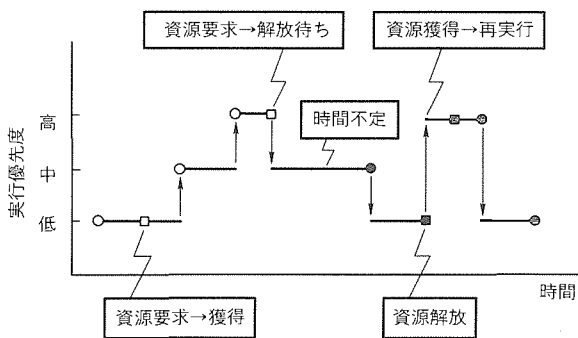 資源要求→解放待ち
資源獲得→再実行
時間不定
高
中
低
実行優先度
時間
資源要求→獲得
資源解放